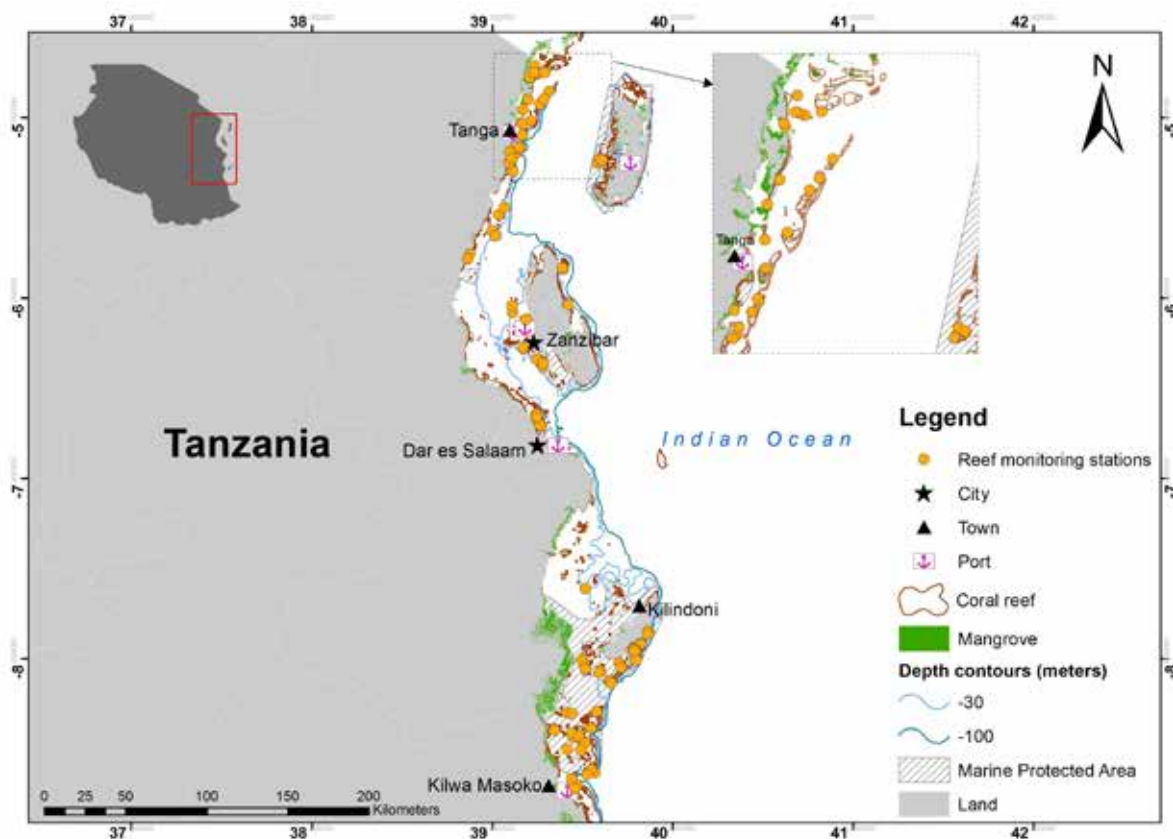 37 38 39 40 41 42
N
-5 -5
Tanga
Tanga
-6 -6
Zanzibar
Tanzania
Indian Ocean
Dar es Salaam
-7 -7
Kilindoni
-8 -8
Kilwa Masoko
0 50 100 150 200
Kilometers
Legend
Reef monitoring stations
City
Town
Port
Coral reef
Mangrove
Depth contours (meters)
-30
-100
Marine Protected Area
Land
37 38 39 40 41 42